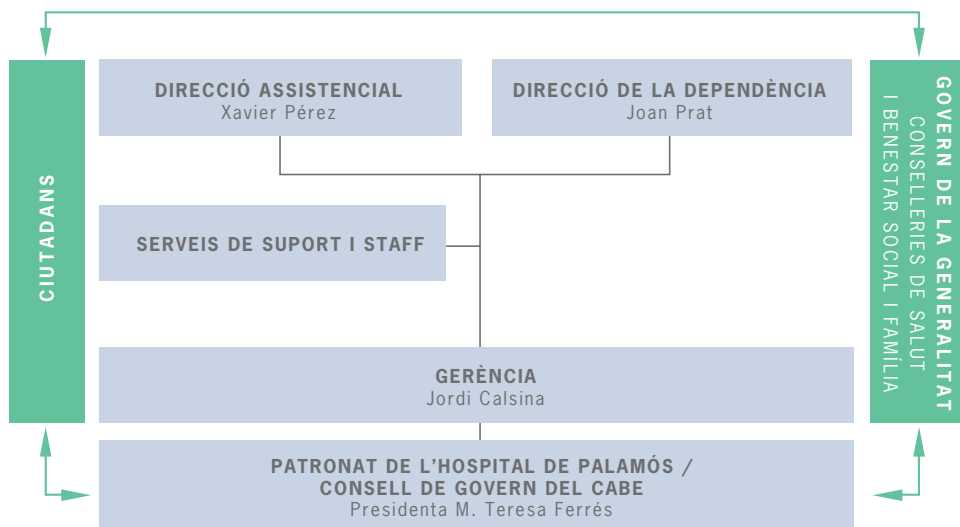 DIRECCIÓ ASSISTENCIAL
Xavier Pérez
DIRECCIÓ DE LA DEPENDÈNCIA
Joan Prat
CIUTADANS
GOVERN DE LA GENERALITAT
CONSELLERIES DE SALUT
I BENESTAR SOCIAL I FAMÍLIA
SERVEIS DE SUPORT I STAFF
GERÈNCIA
Jordi Calsina
PATRONAT DE L'HOSPITAL DE PALAMÓS /
CONSELL DE GOVERN DEL CABE
Presidenta M. Teresa Ferrés